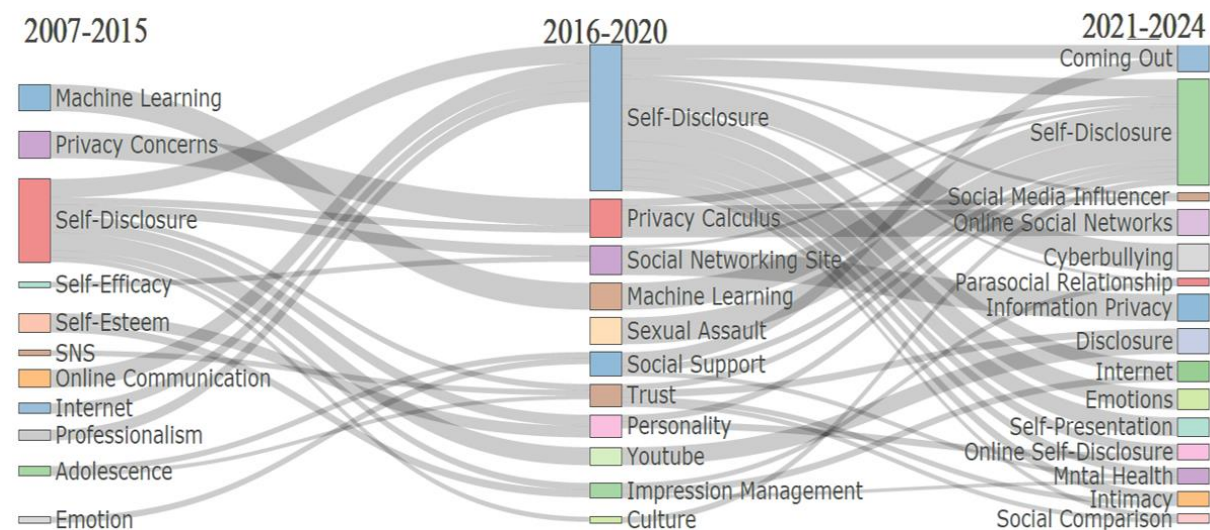 2007-2015
Machine Learning
Privacy Concerns
Self-Disclosure
Self-Efficacy
Self-Esteem
SNS
Online Communication
Internet
Professionalism
Adolescence
Emotion
2016-2020
Self-Disclosure
Privacy Calculus
Social Networking Site
Machine Learning
Sexual Assault
Social Support
Trust
Personality
Youtube
Impression Management
Culture
2021-2024
Coming Out
Self-Disclosure
Social Media Influencer
Online Social Networks
Cyberbullying
Parasocial Relationship
Information Privacy
Disclosure
Internet
Emotions
Self-Presentation
Online Self-Disclosure
Mntal Health
Intimacy
Social Comparison